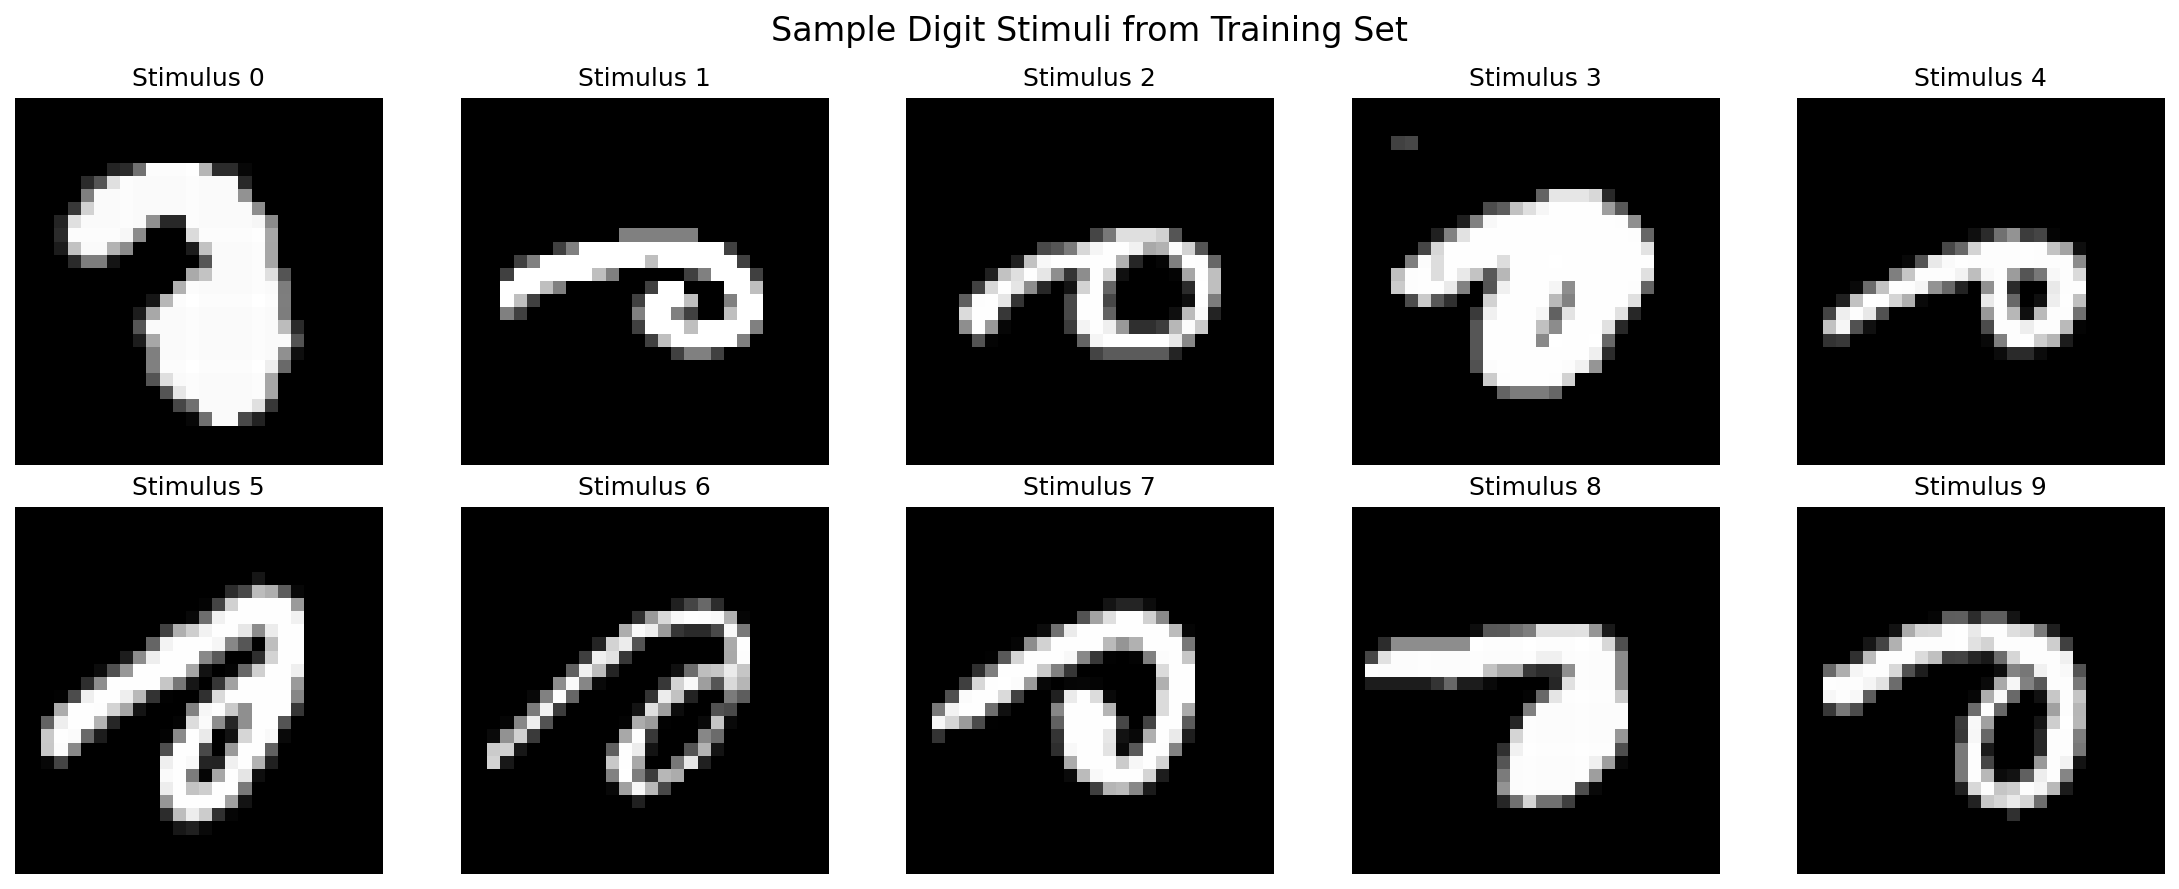 Sample Digit Stimuli from Training Set
Stimulus 0
Stimulus 1
Stimulus 2
Stimulus 3
Stimulus 4
Stimulus 5
Stimulus 6
Stimulus 7
Stimulus 8
Stimulus 9